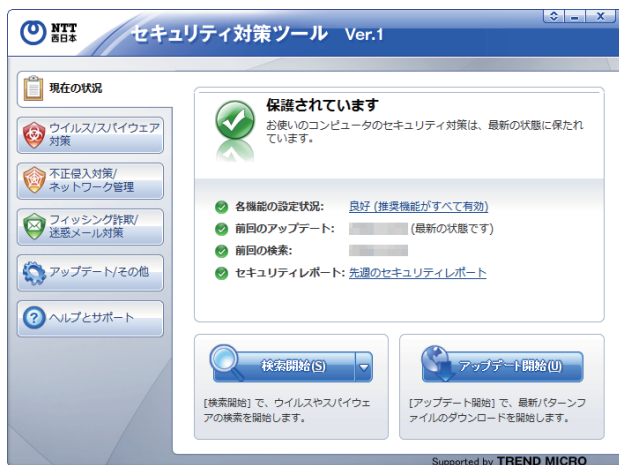 NTT
西日本
セキュリティ対策ツール Ver.1
現在の状況
ウイルス/スパイウェア
対策
不正侵入対策/
ネットワーク管理
フィッシング詐欺/
迷惑メール対策
アップデート/その他
ヘルプとサポート
保護されています
お使いのコンピュータのセキュリティ対策は、最新の状態に保たれ
ています。
各機能の設定状況: 良好 (推奨機能がすべて有効)
前回のアップデート: (最新の状態です)
前回の検索:
セキュリティレポート: 先週のセキュリティレポート
検索開始(S)
[検索開始] で、ウイルスやスパイウェ
アの検索を開始します。
アップデート開始(U)
[アップデート開始] で、最新パターンフ
ァイルのダウンロードを開始します。
Supported by TREND MICRO